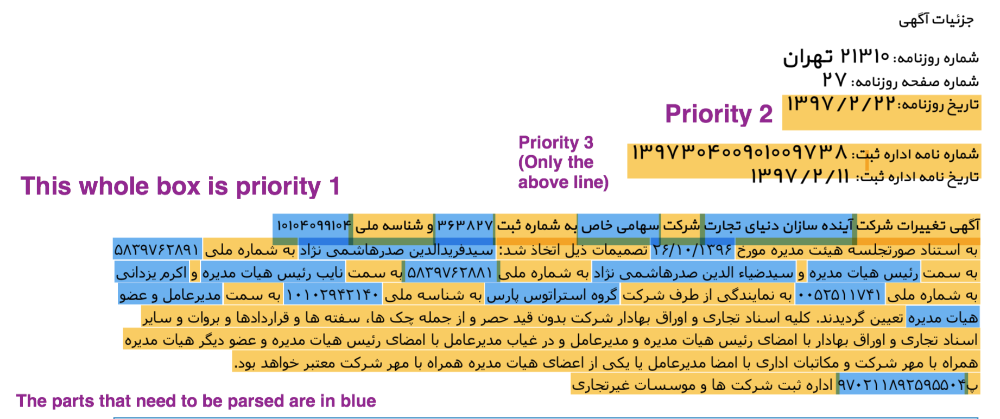 جزئیات آگهی
شماره روزنامه: ۲۱۳۱۰ تهران
شماره صفحه روزنامه: ۲۷
تاریخ روزنامه: ۱۳۹۷/۲/۲۲
Priority 2
Priority 3
(Only the
above line)
شماره نامه اداره ثبت: ۱۳۹۷۳۰۴۰۰۹۰۱۰۰۹۷۳۸
تاریخ نامه اداره ثبت: ۱۳۹۷/۲/۱۱
This whole box is priority 1
آگهی تغییرات شرکت آینده سازان دنیای تجارت شرکت سهامی خاص به شماره ثبت ۳۶۳۸۲۷ و شناسه ملی ۱۰۱۰۴۰۹۹۱۰۴
به استناد صورتجلسه هیئت مدیره مورخ ۲۶/۱۰/۱۳۹۶ تصمیمات ذیل اتخاذ شد: سیدفریدالدین صدرهاشمی نژاد به شماره ملی ۵۸۳۹۷۶۲۸۹۱
به سمت رئیس هیات مدیره و سیدضیاء الدین صدرهاشمی نژاد به شماره ملی ۵۸۳۹۷۶۲۸۸۱ به سمت نایب رئیس هیات مدیره و اکرم یزدانی
به شماره ملی ۰۰۵۲۵۱۱۷۴۱ به نمایندگی از طرف شرکت گروه استراتوس پارس به شناسه ملی ۱۰۱۰۲۹۴۲۱۴۰ به سمت مدیرعامل و عضو
هیات مدیره تعیین گردیدند. کلیه اسناد تجاری و اوراق بهادار شرکت بدون قید حصر و از جمله چک ها، سفته ها و قراردادها و بروات و سایر
اسناد تجاری و اوراق بهادار با امضای رئیس هیات مدیره و مدیرعامل و در غیاب مدیرعامل با امضای رئیس هیات مدیره و عضو دیگر هیات مدیره
همراه با مهر شرکت و مکاتبات اداری با امضا مدیرعامل یا یکی از اعضای هیات مدیره همراه با مهر شرکت معتبر خواهد بود.
پ۹۷۰۲۱۱۸۹۲۵۹۵۵۰۴ اداره ثبت شرکت ها و موسسات غیرتجاری
The parts that need to be parsed are in blue